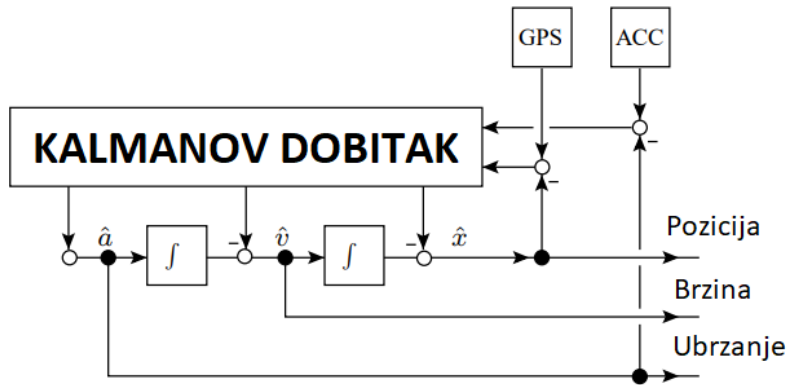 GPS
ACC
KALMANOV DOBITAK
–
–
â
∫
–
v̂
∫
–
x̂
Pozicija
Brzina
Ubrzanje